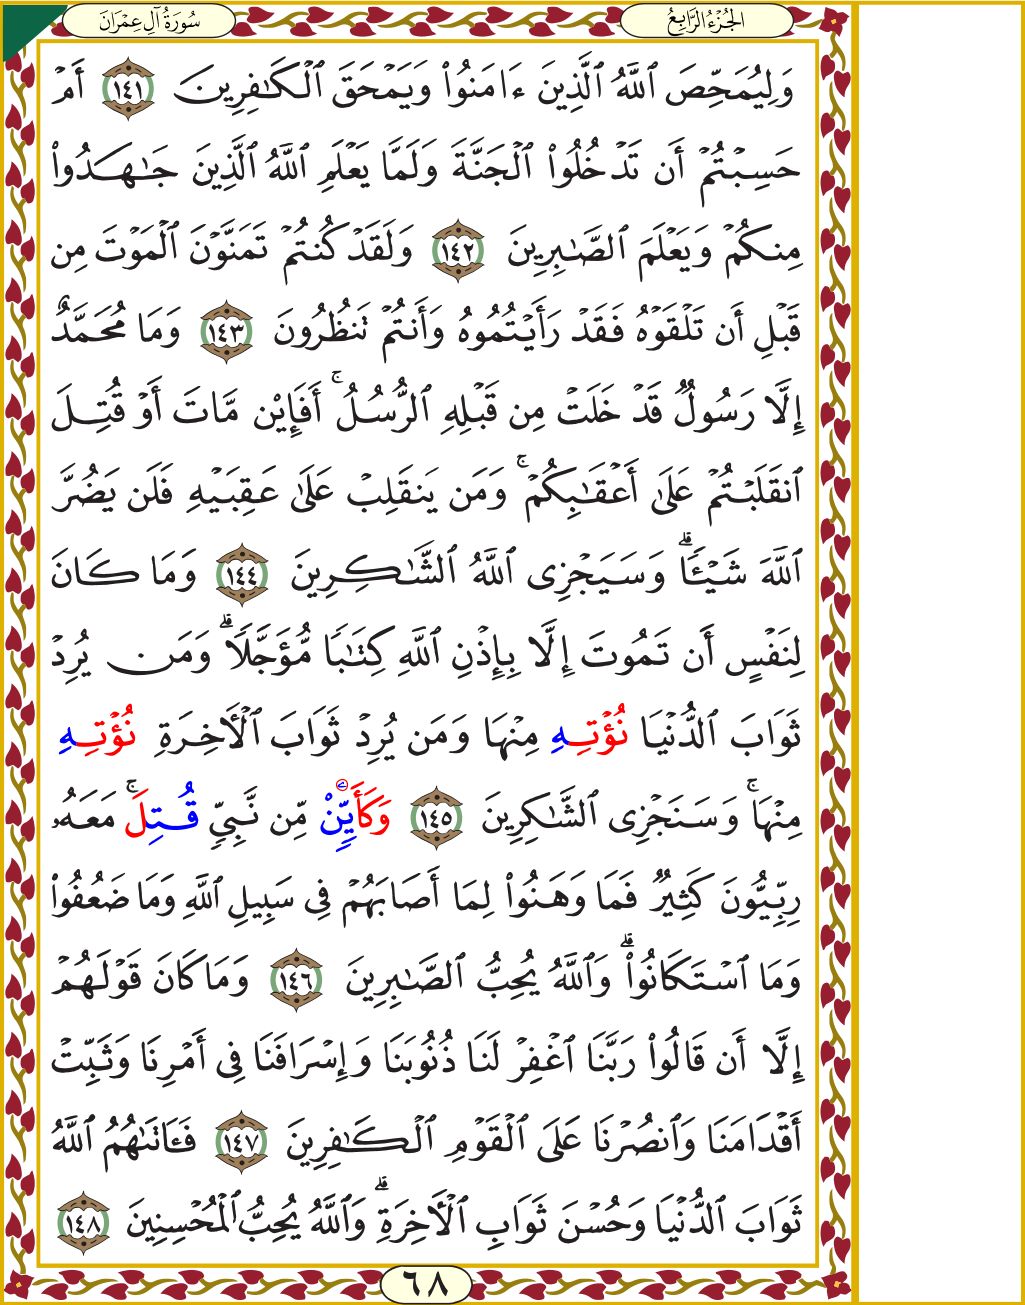 الجُزْءُ الرَّابِعُ
سُورَةُ آلِ عِمْرَانَ
وَلِيُمَحِّصَ ٱللَّهُ ٱلَّذِينَ ءَامَنُوا۟ وَيَمْحَقَ ٱلْكَـٰفِرِينَ ١٤١ أَمْ
حَسِبْتُمْ أَن تَدْخُلُوا۟ ٱلْجَنَّةَ وَلَمَّا يَعْلَمِ ٱللَّهُ ٱلَّذِينَ جَـٰهَدُوا۟
مِنكُمْ وَيَعْلَمَ ٱلصَّـٰبِرِينَ ١٤٢ وَلَقَدْ كُنتُمْ تَمَنَّوْنَ ٱلْمَوْتَ مِن
قَبْلِ أَن تَلْقَوْهُ فَقَدْ رَأَيْتُمُوهُ وَأَنتُمْ تَنظُرُونَ ١٤٣ وَمَا مُحَمَّدٌ
إِلَّا رَسُولٌ قَدْ خَلَتْ مِن قَبْلِهِ ٱلرُّسُلُ ۚ أَفَإِي۟ن مَّاتَ أَوْ قُتِلَ
ٱنقَلَبْتُمْ عَلَىٰ أَعْقَـٰبِكُمْ ۚ وَمَن يَنقَلِبْ عَلَىٰ عَقِبَيْهِ فَلَن يَضُرَّ
ٱللَّهَ شَيْـًٔا ۗ وَسَيَجْزِى ٱللَّهُ ٱلشَّـٰكِرِينَ ١٤٤ وَمَا كَانَ
لِنَفْسٍ أَن تَمُوتَ إِلَّا بِإِذْنِ ٱللَّهِ كِتَـٰبًا مُّؤَجَّلًا ۗ وَمَن يُرِدْ
ثَوَابَ ٱلدُّنْيَا نُؤْتِهِ مِنْهَا وَمَن يُرِدْ ثَوَابَ ٱلْـَٔاخِرَةِ نُؤْتِهِ
مِنْهَا ۚ وَسَنَجْزِى ٱلشَّـٰكِرِينَ ١٤٥ وَكَأَيِّنْ مِّن نَّبِىٍّ قُتِلَ ۚ مَعَهُۥ
رِبِّيُّونَ كَثِيرٌ فَمَا وَهَنُوا۟ لِمَا أَصَابَهُمْ فِى سَبِيلِ ٱللَّهِ وَمَا ضَعُفُوا۟
وَمَا ٱسْتَكَانُوا۟ ۗ وَٱللَّهُ يُحِبُّ ٱلصَّـٰبِرِينَ ١٤٦ وَمَا كَانَ قَوْلَهُمْ
إِلَّا أَن قَالُوا۟ رَبَّنَا ٱغْفِرْ لَنَا ذُنُوبَنَا وَإِسْرَافَنَا فِى أَمْرِنَا وَثَبِّتْ
أَقْدَامَنَا وَٱنصُرْنَا عَلَى ٱلْقَوْمِ ٱلْكَـٰفِرِينَ ١٤٧ فَـَٔاتَىٰهُمُ ٱللَّهُ
ثَوَابَ ٱلدُّنْيَا وَحُسْنَ ثَوَابِ ٱلْـَٔاخِرَةِ ۗ وَٱللَّهُ يُحِبُّ ٱلْمُحْسِنِينَ ١٤٨
٦٨